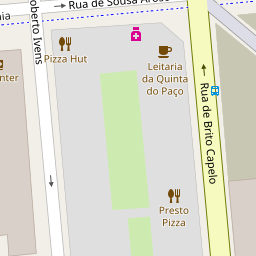 Rua de Sousa Aros
Pizza Hut
Leitaria
da Quinta
do Paço
Rua de Brito Capelo
oberto Ivens
nter
Presto
Pizza